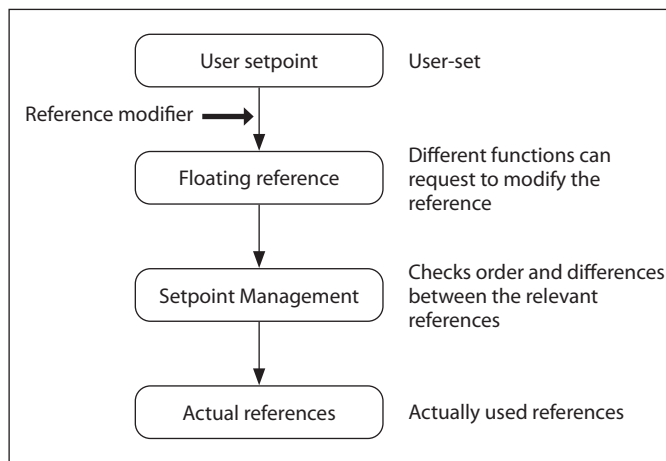 User setpoint
User-set
Reference modifier
Floating reference
Different functions can
request to modify the
reference
Setpoint Management
Checks order and differences
between the relevant
references
Actual references
Actually used references